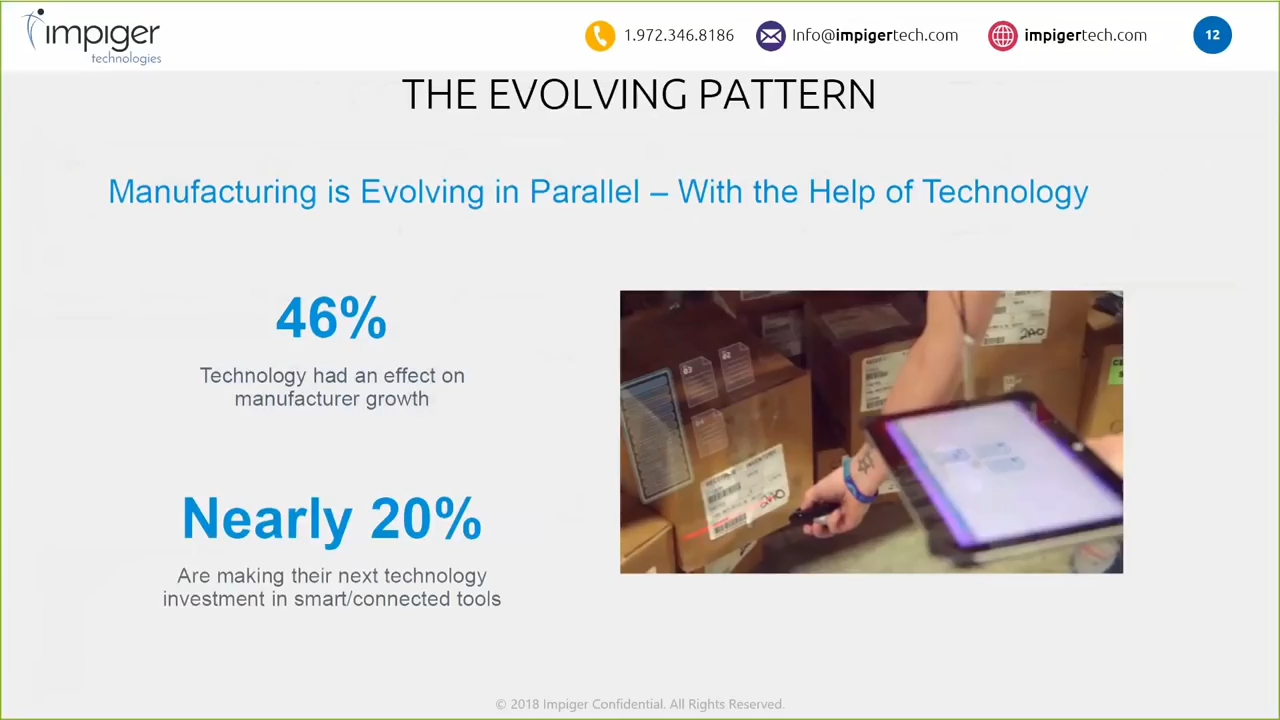 impiger
technologies
1.972.346.8186
Info@impigertech.com
impigertech.com
12
THE EVOLVING PATTERN
Manufacturing is Evolving in Parallel – With the Help of Technology
46%
Technology had an effect on
manufacturer growth
Nearly 20%
Are making their next technology
investment in smart/connected tools
© 2018 Impiger Confidential. All Rights Reserved.